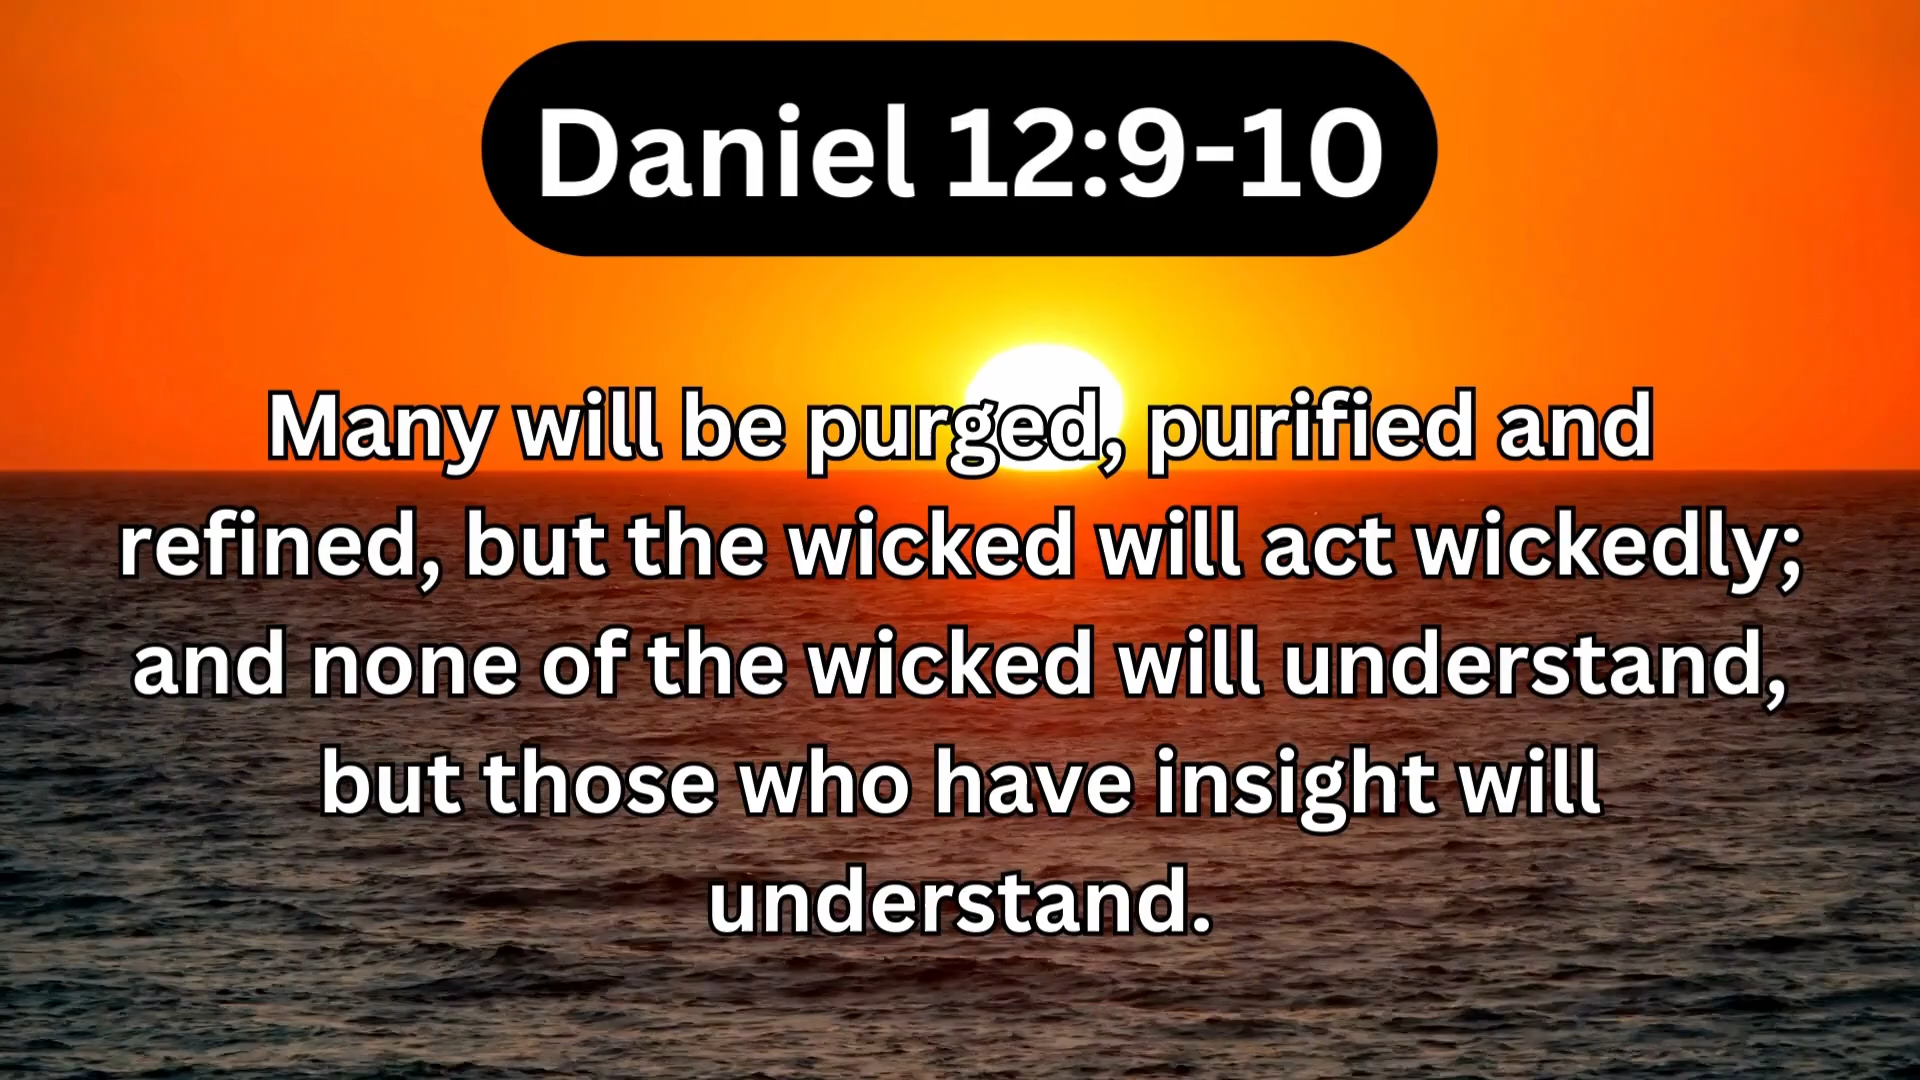 Daniel 12:9-10
Many will be purged, purified and
refined, but the wicked will act wickedly;
and none of the wicked will understand,
but those who have insight will
understand.